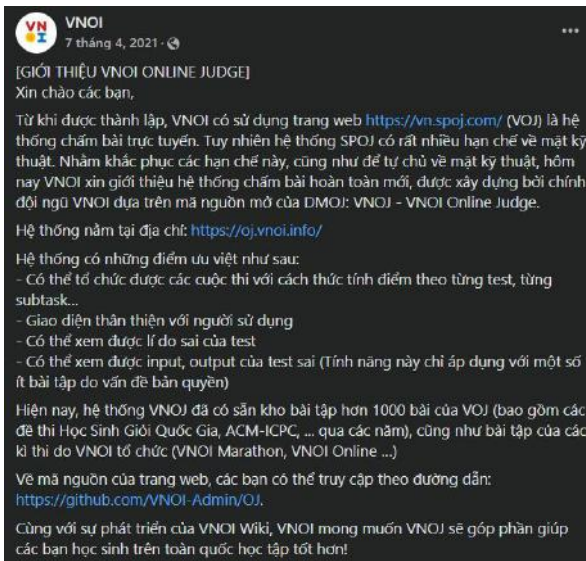 VN
OI
VNOI
7 tháng 4, 2021 ·
[GIỚI THIỆU VNOI ONLINE JUDGE]
Xin chào các bạn,
Từ khi được thành lập, VNOI có sử dụng trang web https://vn.spoj.com/ (VOJ) là hệ
thống chấm bài trực tuyến. Tuy nhiên hệ thống SPOJ có rất nhiều hạn chế về mặt kỹ
thuật. Nhằm khắc phục các hạn chế này, cũng như để tự chủ về mặt kỹ thuật, hôm
nay VNOI xin giới thiệu hệ thống chấm bài hoàn toàn mới, được xây dựng bởi chính
đội ngũ VNOI dựa trên mã nguồn mở của DMOJ: VNOJ - VNOI Online Judge.
Hệ thống nằm tại địa chỉ: https://oj.vnoi.info/
Hệ thống có những điểm ưu việt như sau:
- Có thể tổ chức được các cuộc thi với cách thức tính điểm theo từng test, từng
subtask...
- Giao diện thân thiện với người sử dụng
- Có thể xem được lí do sai của test
- Có thể xem được input, output của test sai (Tính năng này chỉ áp dụng với một số
ít bài tập do vấn đề bản quyền)
Hiện nay, hệ thống VNOJ đã có sẵn kho bài tập hơn 1000 bài của VOJ (bao gồm các
đề thi Học Sinh Giỏi Quốc Gia, ACM-ICPC, ... qua các năm), cũng như bài tập của các
kì thi do VNOI tổ chức (VNOI Marathon, VNOI Online ...)
Về mã nguồn của trang web, các bạn có thể truy cập theo đường dẫn:
https://github.com/VNOI-Admin/OJ.
Cùng với sự phát triển của VNOI Wiki, VNOI mong muốn VNOJ sẽ góp phần giúp
các bạn học sinh trên toàn quốc học tập tốt hơn!